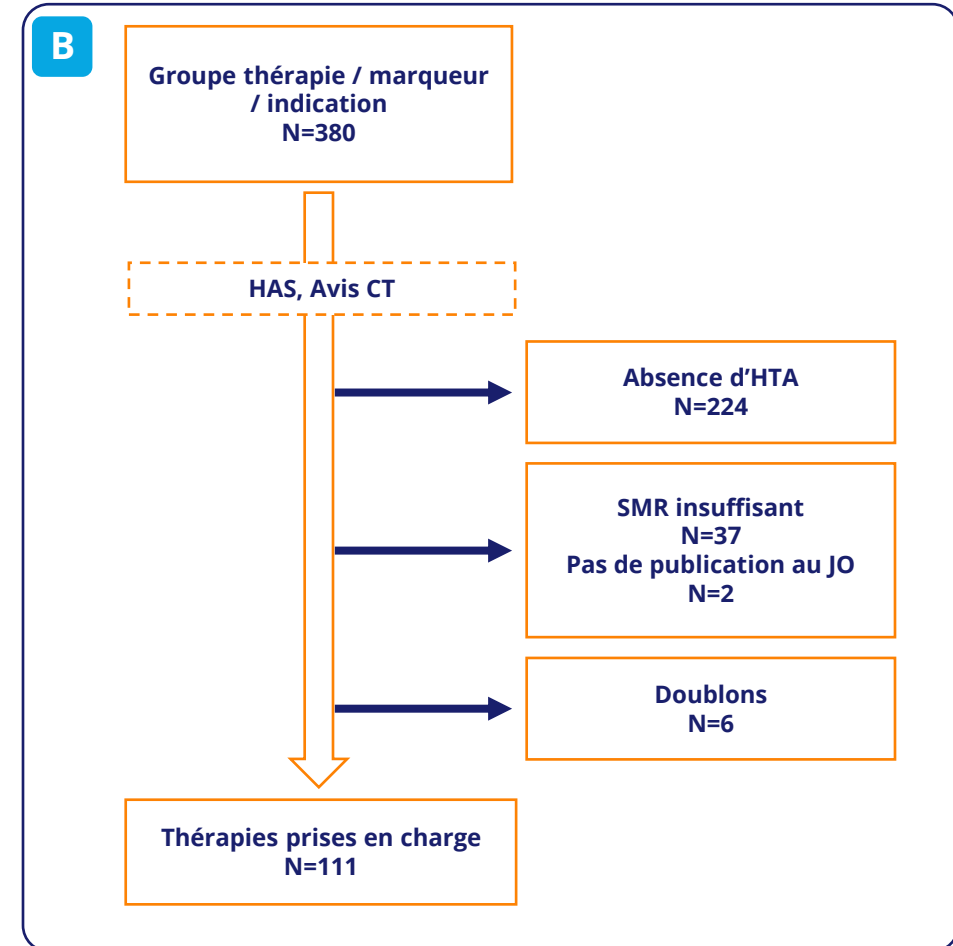 B
Groupe thérapie / marqueur
/ indication
N=380
HAS, Avis CT
Absence d’HTA
N=224
SMR insuffisant
N=37
Pas de publication au JO
N=2
Doublons
N=6
Thérapies prises en charge
N=111